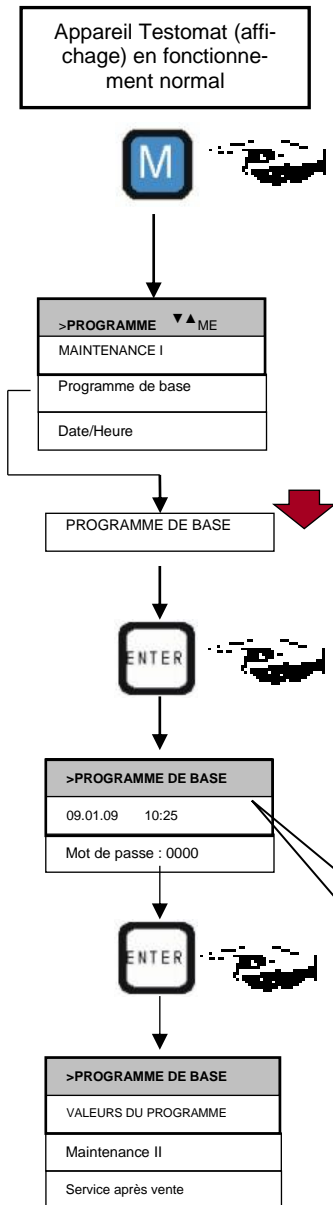 Appareil Testomat (affi-
chage) en fonctionne-
ment normal
M
>PROGRAMME ▼▲ ME
MAINTENANCE I
Programme de base
Date/Heure
PROGRAMME DE BASE
ENTER
>PROGRAMME DE BASE
09.01.09 10:25
Mot de passe : 0000
ENTER
>PROGRAMME DE BASE
VALEURS DU PROGRAMME
Maintenance II
Service après vente